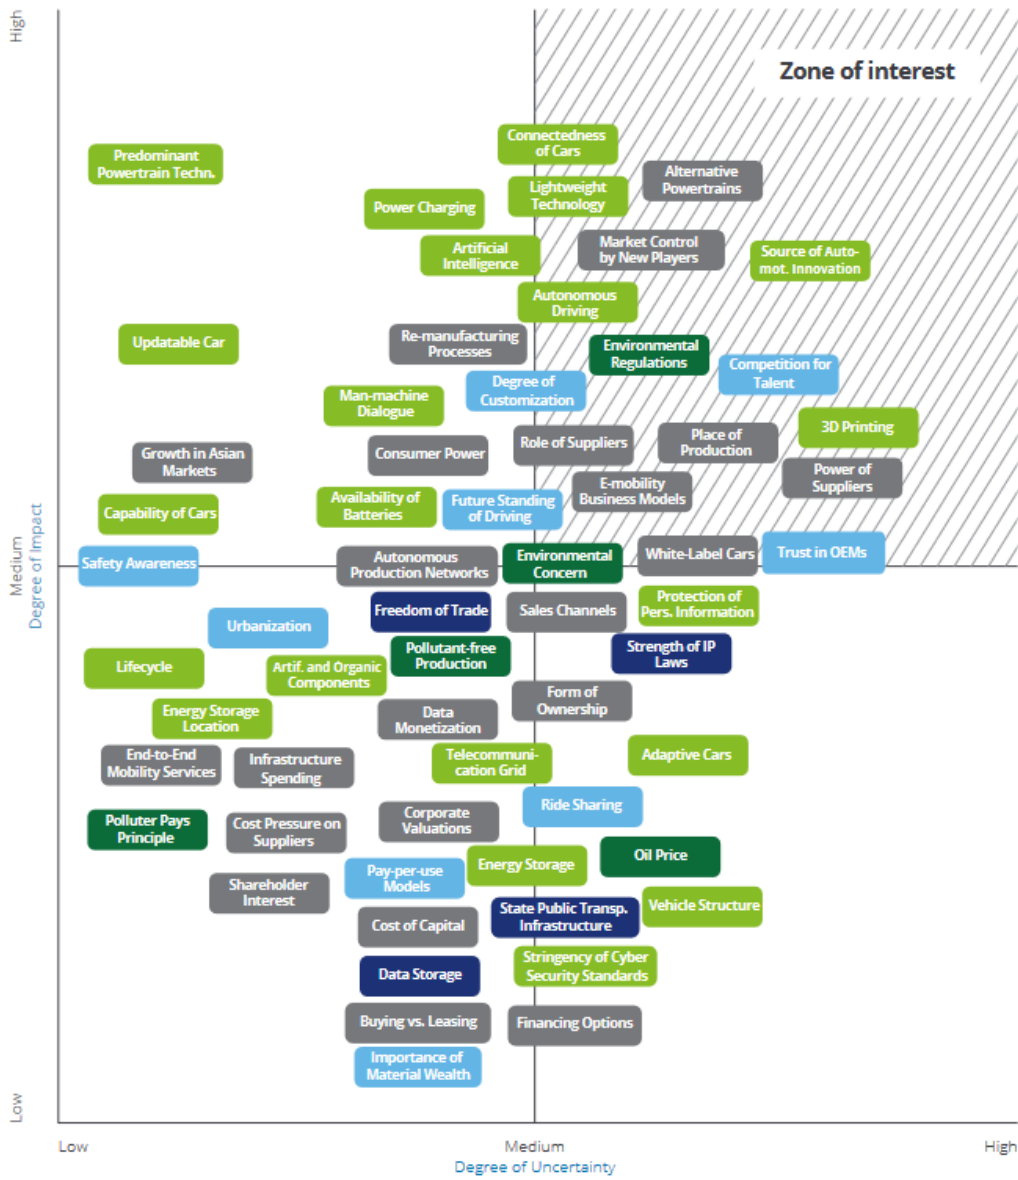 High
Zone of interest
Connectedness
of Cars
Predominant
Powertrain Techn.
Alternative
Powertrains
Lightweight
Technology
Power Charging
Market Control
by New Players
Artificial
Intelligence
Source of Auto-
mot. Innovation
Autonomous
Driving
Updatable Car
Re-manufacturing
Processes
Environmental
Regulations
Competition for
Talent
Degree of
Customization
Man-machine
Dialogue
3D Printing
Role of Suppliers
Place of
Production
Growth in Asian
Markets
Consumer Power
Power of
Suppliers
E-mobility
Business Models
Capability of Cars
Availability of
Batteries
Future Standing
of Driving
Medium
Degree of Impact
Safety Awareness
Autonomous
Production Networks
Environmental
Concern
White-Label Cars
Trust in OEMs
Freedom of Trade
Sales Channels
Protection of
Pers. Information
Urbanization
Pollutant-free
Production
Strength of IP
Laws
Lifecycle
Artif. and Organic
Components
Form of
Ownership
Energy Storage
Location
Data
Monetization
End-to-End
Mobility Services
Infrastructure
Spending
Telecommuni-
cation Grid
Adaptive Cars
Ride Sharing
Polluter Pays
Principle
Cost Pressure on
Suppliers
Corporate
Valuations
Energy Storage
Oil Price
Pay-per-use
Models
Shareholder
Interest
State Public Transp.
Infrastructure
Vehicle Structure
Cost of Capital
Stringency of Cyber
Security Standards
Data Storage
Buying vs. Leasing
Financing Options
Importance of
Material Wealth
Low
Low
Medium
High
Degree of Uncertainty